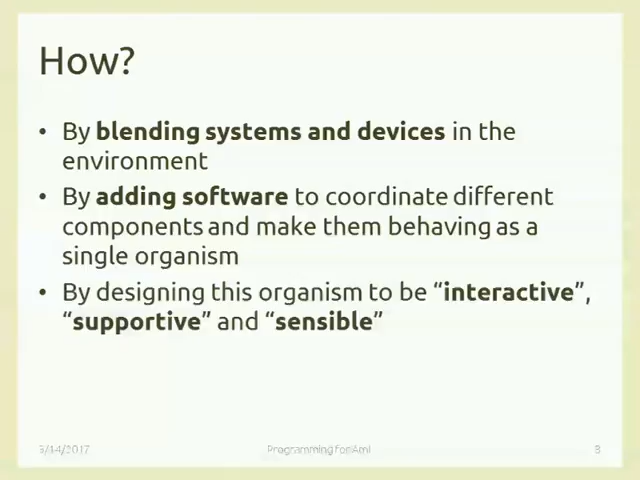 How?
• By blending systems and devices in the
environment
• By adding software to coordinate different
components and make them behaving as a
single organism
• By designing this organism to be “interactive”,
“supportive” and “sensible”
Programming for AmI